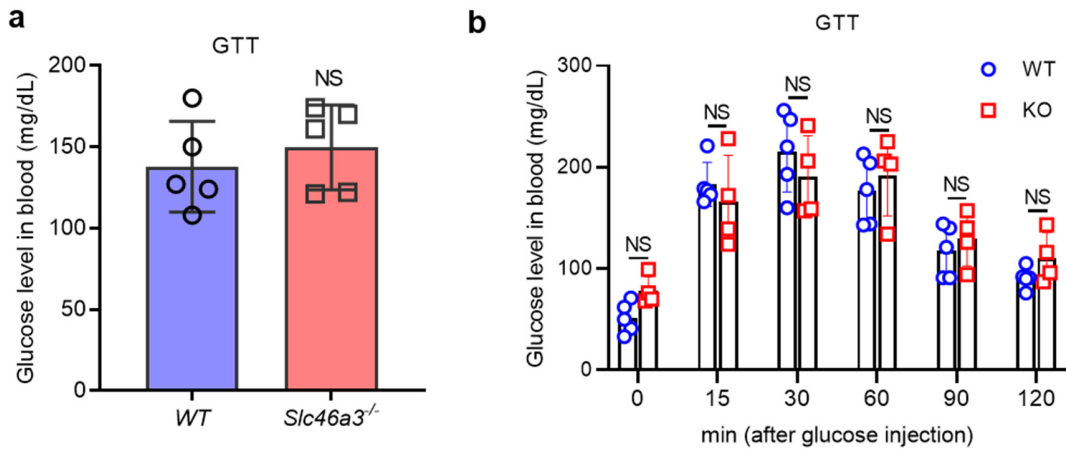 a
GTT
Glucose level in blood (mg/dL)
200
150
100
50
0
NS
WT
Slc46a3-/-
b
GTT
Glucose level in blood (mg/dL)
300
200
100
0
WT
KO
NS
NS
NS
NS
NS
NS
0 15 30 60 90 120
min (after glucose injection)